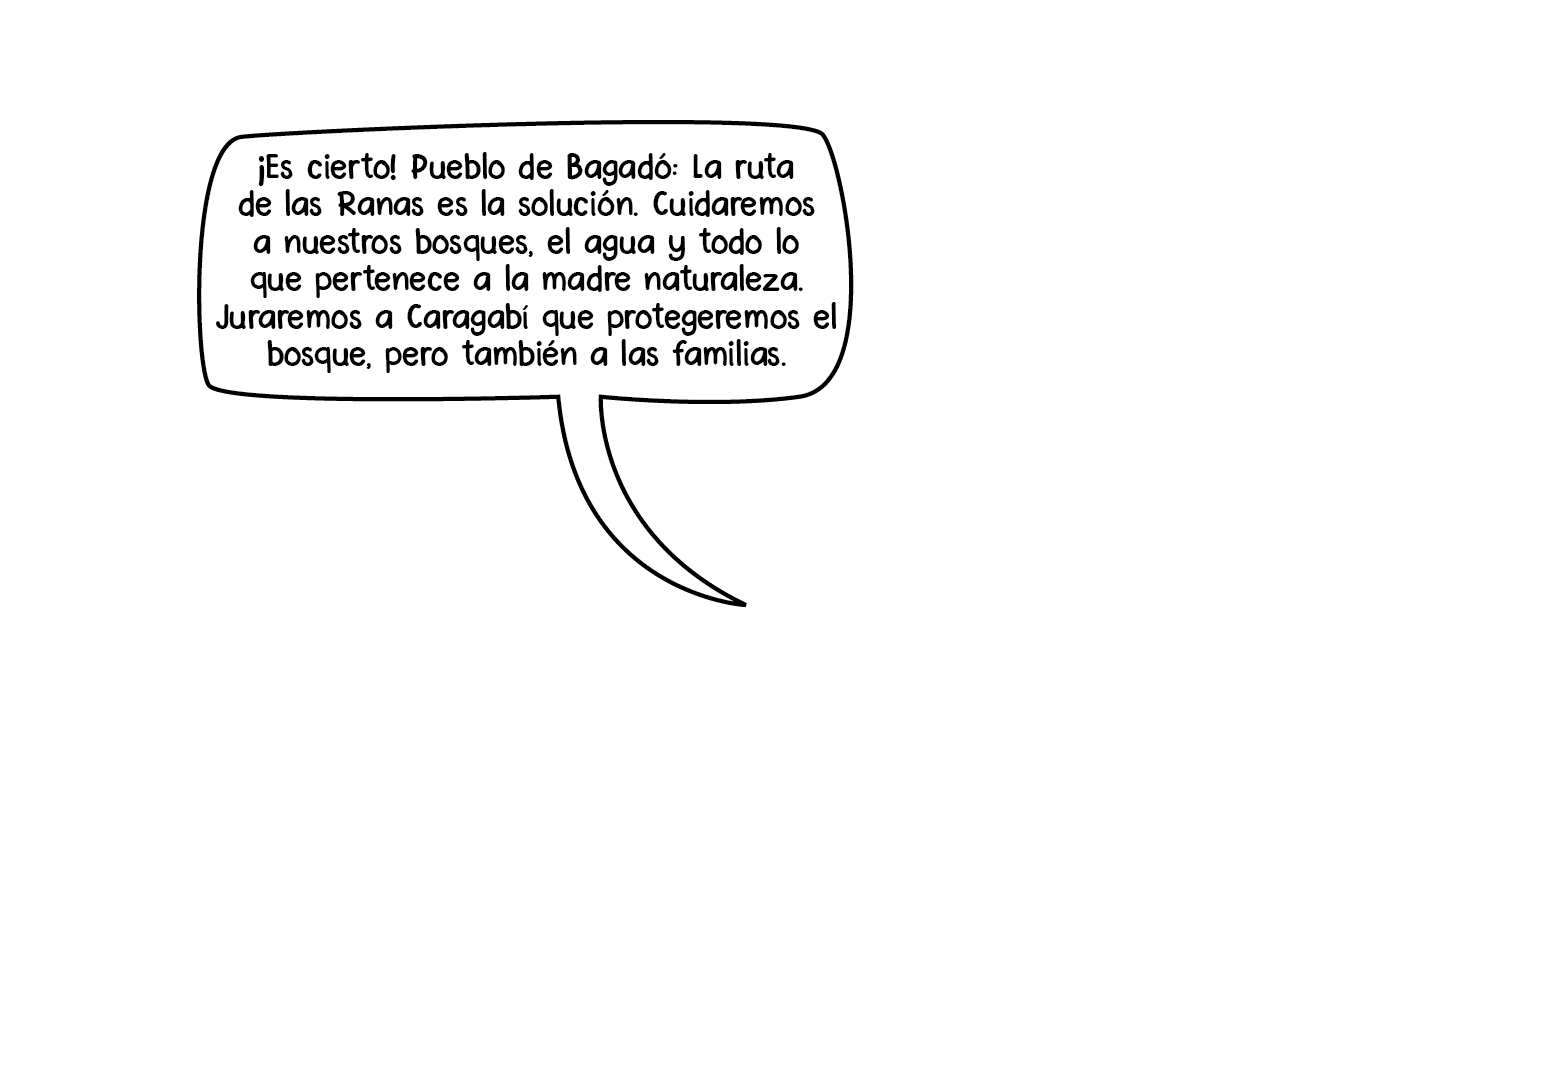 ¡Es cierto! Pueblo de Bagadó: La ruta
de las Ranas es la solución. Cuidaremos
a nuestros bosques, el agua y todo lo
que pertenece a la madre naturaleza.
Juraremos a Caragabí que protegeremos el
bosque, pero también a las familias.